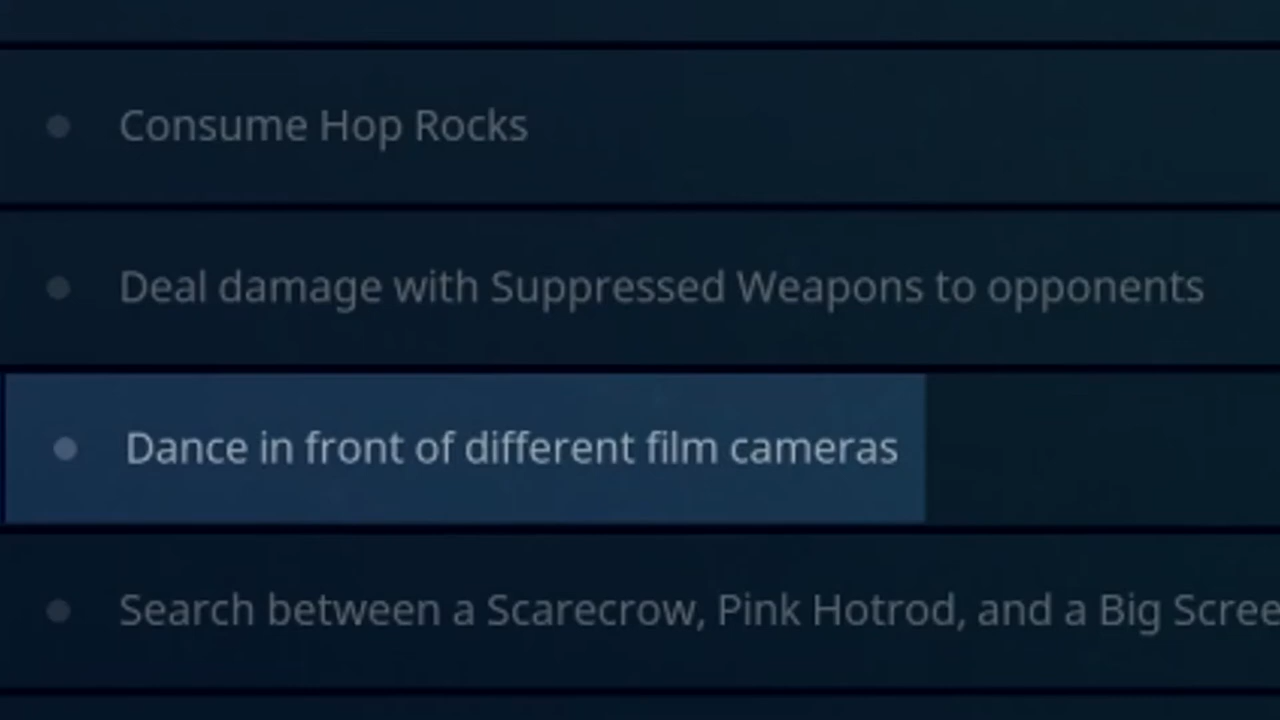 Consume Hop Rocks
Deal damage with Suppressed Weapons to opponents
Dance in front of different film cameras
Search between a Scarecrow, Pink Hotrod, and a Big Scree